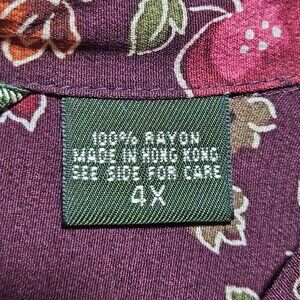 100% RAYON
MADE IN HONG KONG
SEE SIDE FOR CARE
4X